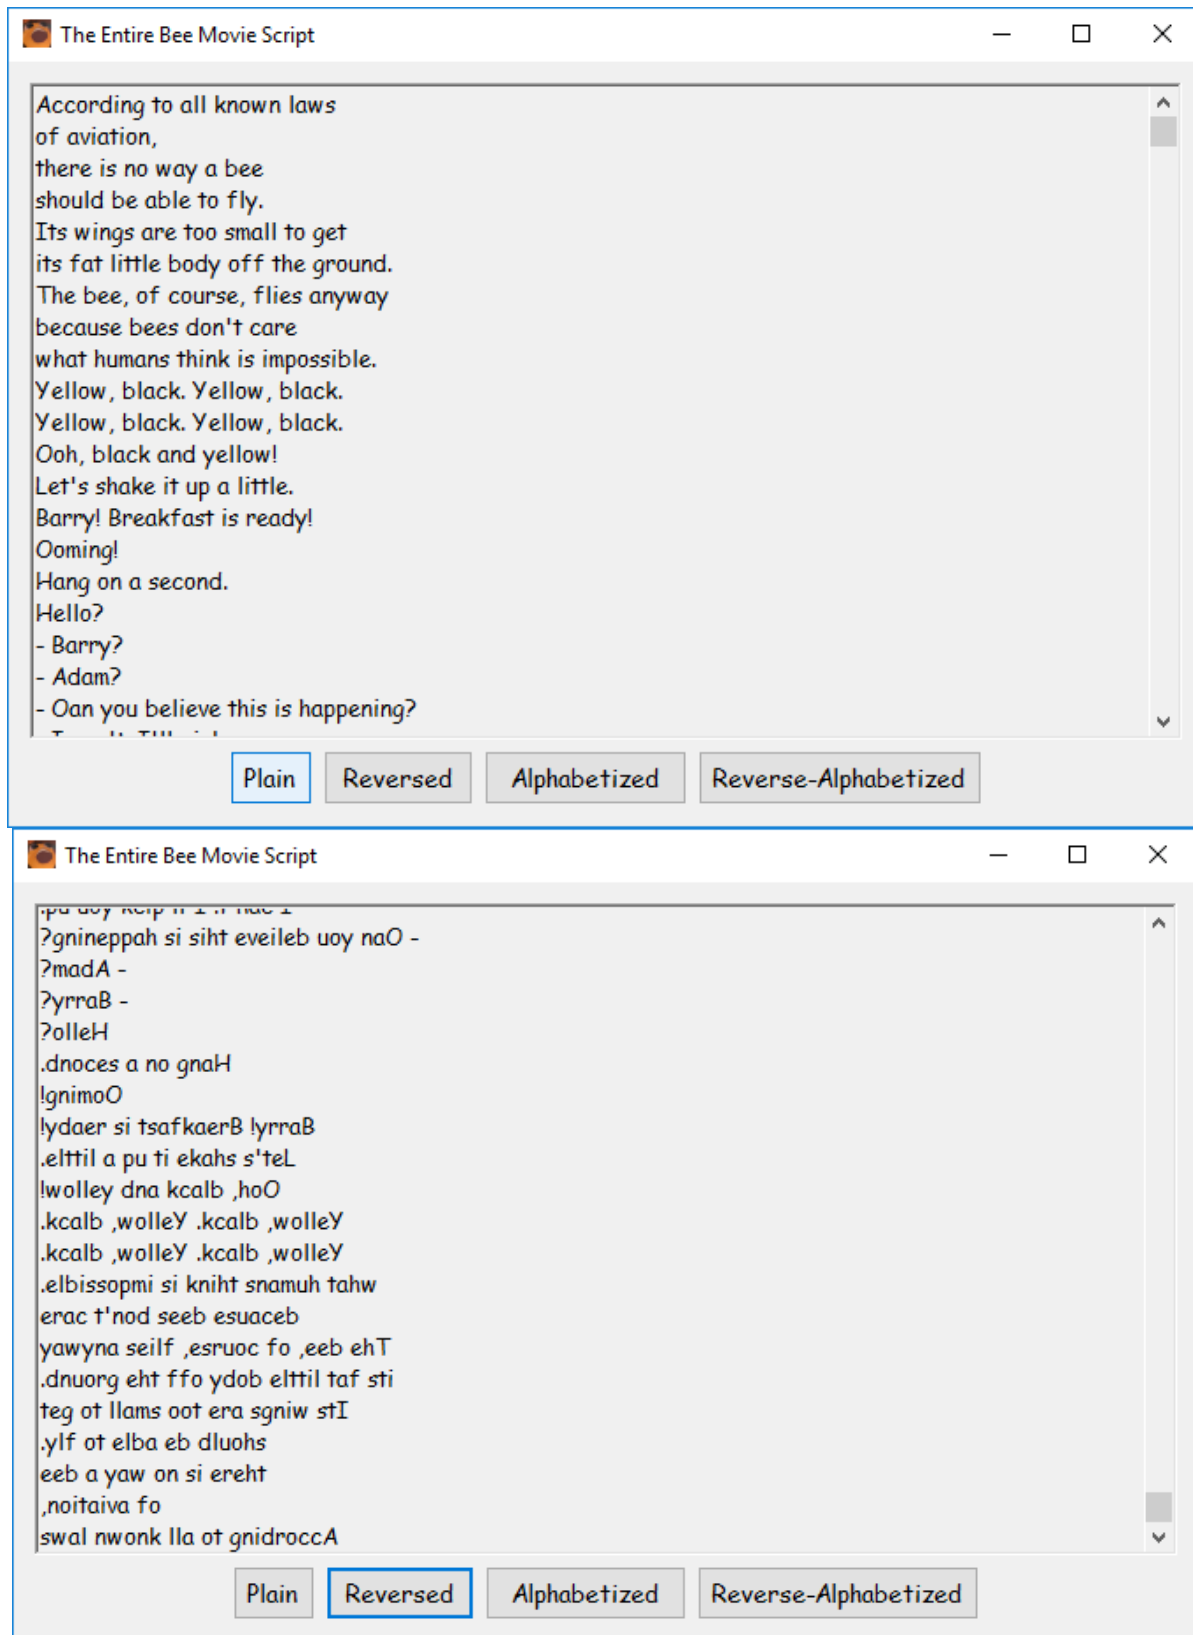 The Entire Bee Movie Script
According to all known laws
of aviation,
there is no way a bee
should be able to fly.
Its wings are too small to get
its fat little body off the ground.
The bee, of course, flies anyway
because bees don't care
what humans think is impossible.
Yellow, black. Yellow, black.
Yellow, black. Yellow, black.
Ooh, black and yellow!
Let's shake it up a little.
Barry! Breakfast is ready!
Ooming!
Hang on a second.
Hello?
- Barry?
- Adam?
- Oan you believe this is happening?
Plain Reversed Alphabetized Reverse-Alphabetized
The Entire Bee Movie Script
?gnineppah si siht eveileb uoy naO -
?madA -
?yrraB -
?olleH
.dnoces a no gnaH
!gnimoO
!ydaer si tsafkaerB !yrraB
.elttil a pu ti ekahs s'teL
!wolley dna kcalb ,hoO
.kcalb ,wolleY .kcalb ,wolleY
.kcalb ,wolleY .kcalb ,wolleY
.elbissopmi si kniht snamuh tahw
erac t'nod seeb esuaceb
yawyna seilf ,esruoc fo ,eeb ehT
.dnuorg eht ffo ydob elttil taf sti
teg ot llams oot era sgniw stI
.ylf ot elba eb dluohs
eeb a yaw on si ereht
,noitaiva fo
swal nwonk lla ot gnidroccA
Plain Reversed Alphabetized Reverse-Alphabetized